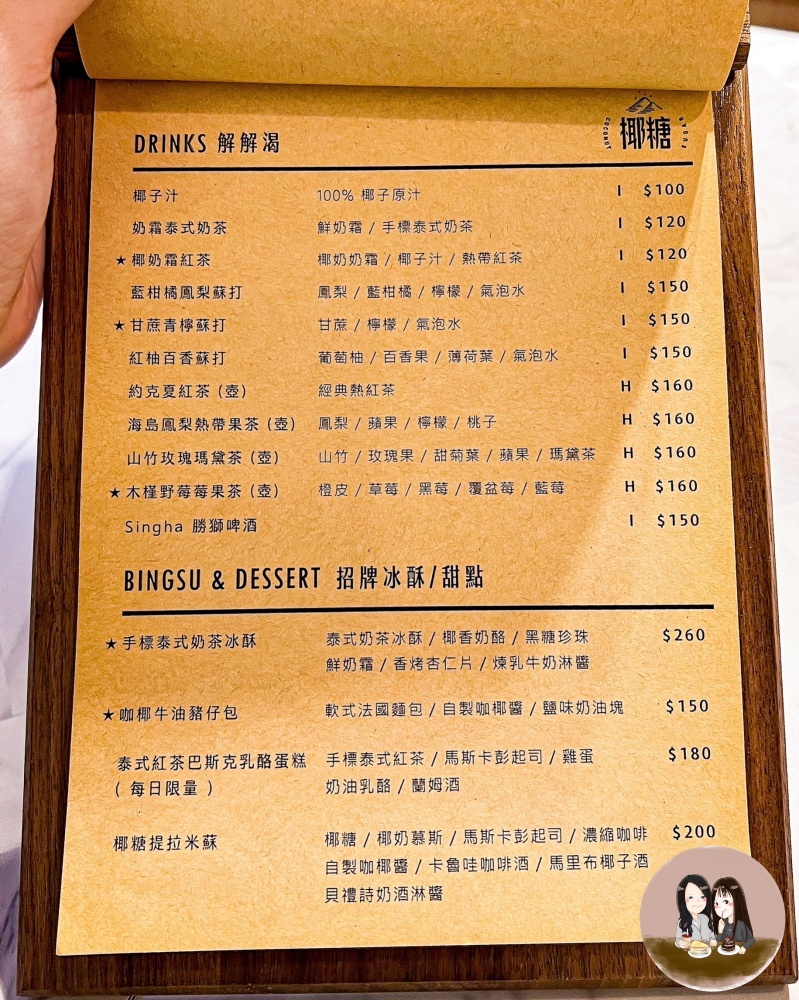 COCONUT 椰糖 SUGAR
DRINKS 解解渴
椰子汁 100% 椰子原汁 I $100
奶霜泰式奶茶 鮮奶霜 / 手標泰式奶茶 I $120
★椰奶霜紅茶 椰奶奶霜 / 椰子汁 / 熱帶紅茶 I $120
藍柑橘鳳梨蘇打 鳳梨 / 藍柑橘 / 檸檬 / 氣泡水 I $150
★甘蔗青檸蘇打 甘蔗 / 檸檬 / 氣泡水 I $150
紅柚百香蘇打 葡萄柚 / 百香果 / 薄荷葉 / 氣泡水 I $150
約克夏紅茶 (壺) 經典熱紅茶 H $160
海島鳳梨熱帶果茶 (壺) 鳳梨 / 蘋果 / 檸檬 / 桃子 H $160
山竹玫瑰瑪黛茶 (壺) 山竹 / 玫瑰果 / 甜菊葉 / 蘋果 / 瑪黛茶 H $160
★木槿野莓莓果茶 (壺) 橙皮 / 草莓 / 黑莓 / 覆盆莓 / 藍莓 H $160
Singha 勝獅啤酒 I $150
BINGSU & DESSERT 招牌冰酥/甜點
★手標泰式奶茶冰酥 泰式奶茶冰酥 / 椰香奶酪 / 黑糖珍珠 $260
鮮奶霜 / 香烤杏仁片 / 煉乳牛奶淋醬
★咖椰牛油豬仔包 軟式法國麵包 / 自製咖椰醬 / 鹽味奶油塊 $150
泰式紅茶巴斯克乳酪蛋糕 手標泰式紅茶 / 馬斯卡彭起司 / 雞蛋 $180
( 每日限量 ) 奶油乳酪 / 蘭姆酒
椰糖提拉米蘇 椰糖 / 椰奶慕斯 / 馬斯卡彭起司 / 濃縮咖啡 $200
自製咖椰醬 / 卡魯哇咖啡酒 / 馬里布椰子酒
貝禮詩奶酒淋醬